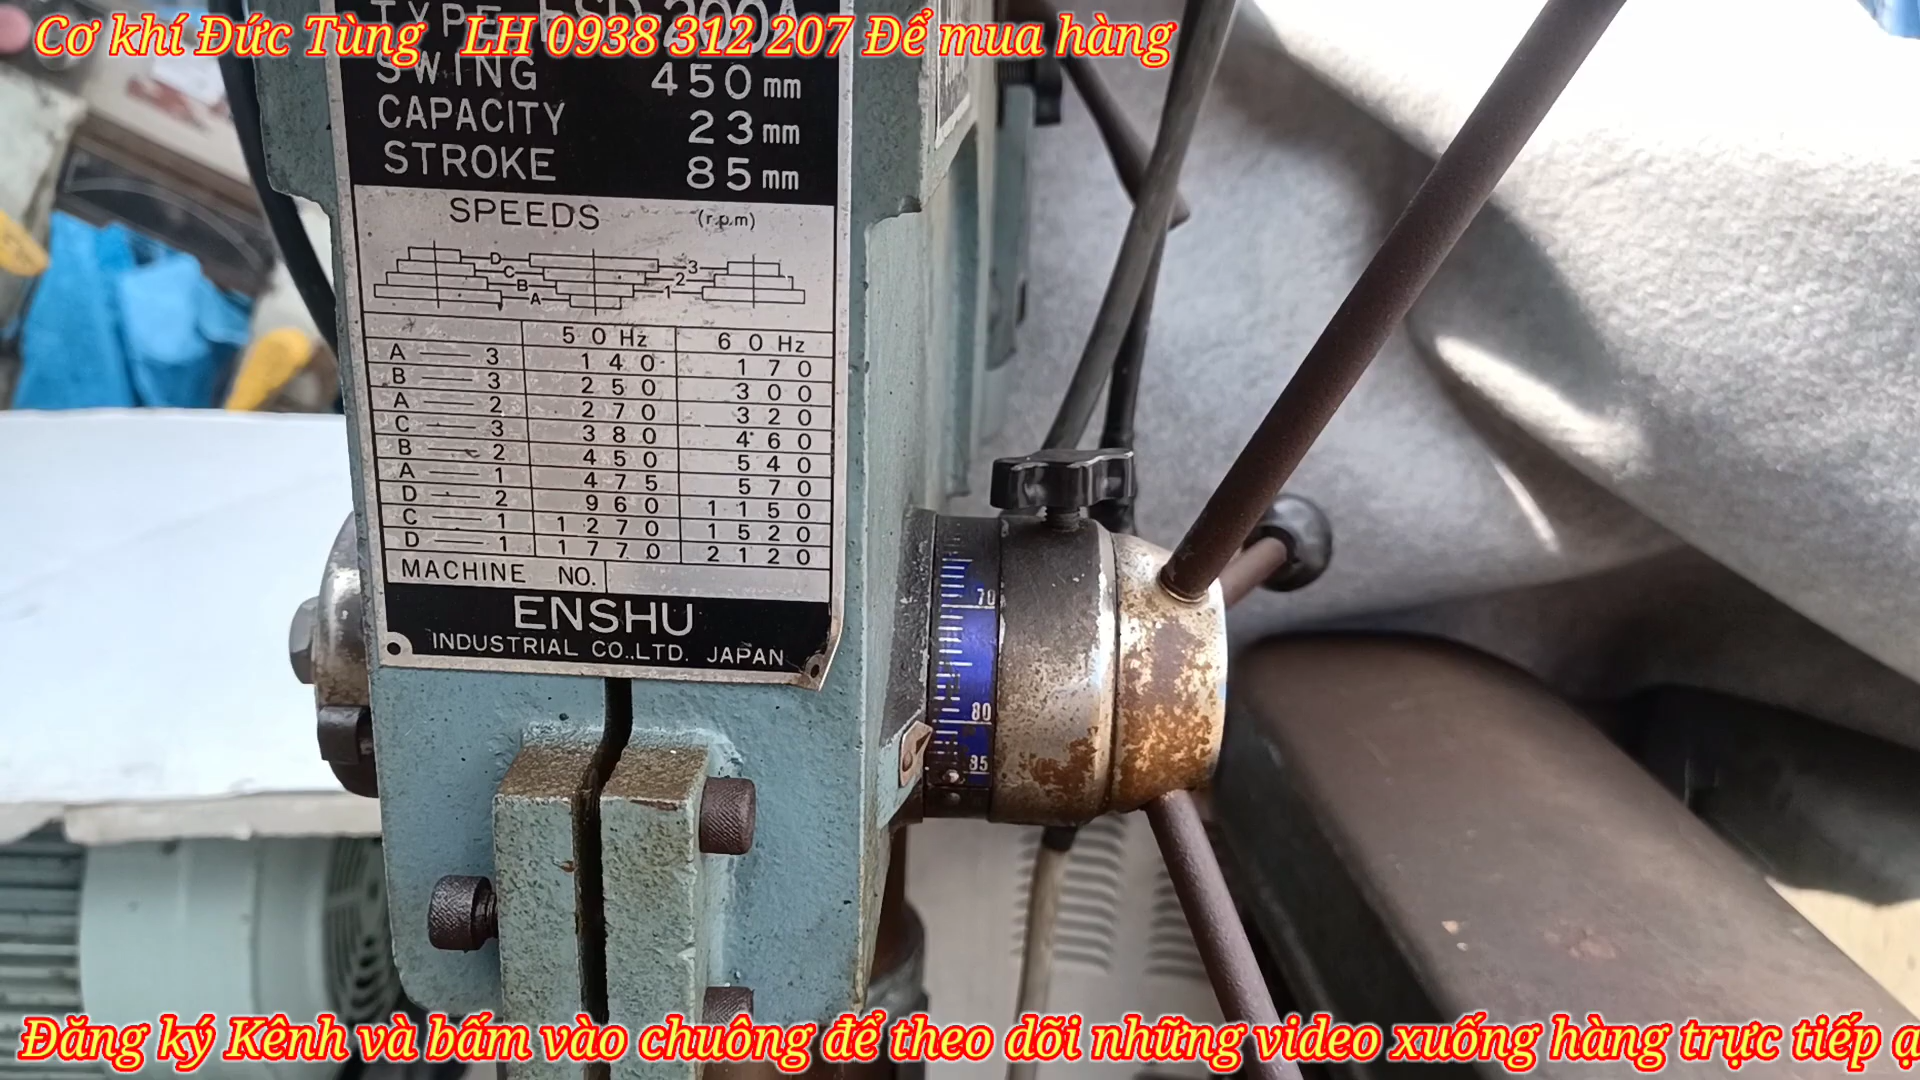 Cơ khí Đức Tùng LH 0938 312 207 Để mua hàng
TYPE ESD-200A
SWING 450 mm
CAPACITY 23 mm
STROKE 85 mm
SPEEDS (r.p.m)
D 3
C 2
B 1
A
50 Hz 60 Hz
A — 3 140 170
B — 3 250 300
A — 2 270 320
C — 3 380 460
B — 2 450 540
A — 1 475 570
D — 2 960 1150
C — 1 1270 1520
D — 1 1770 2120
MACHINE NO.
ENSHU
INDUSTRIAL CO.,LTD. JAPAN
70
80
85
Đăng ký Kênh và bấm vào chuông để theo dõi những video xuống hàng trực tiếp ạ